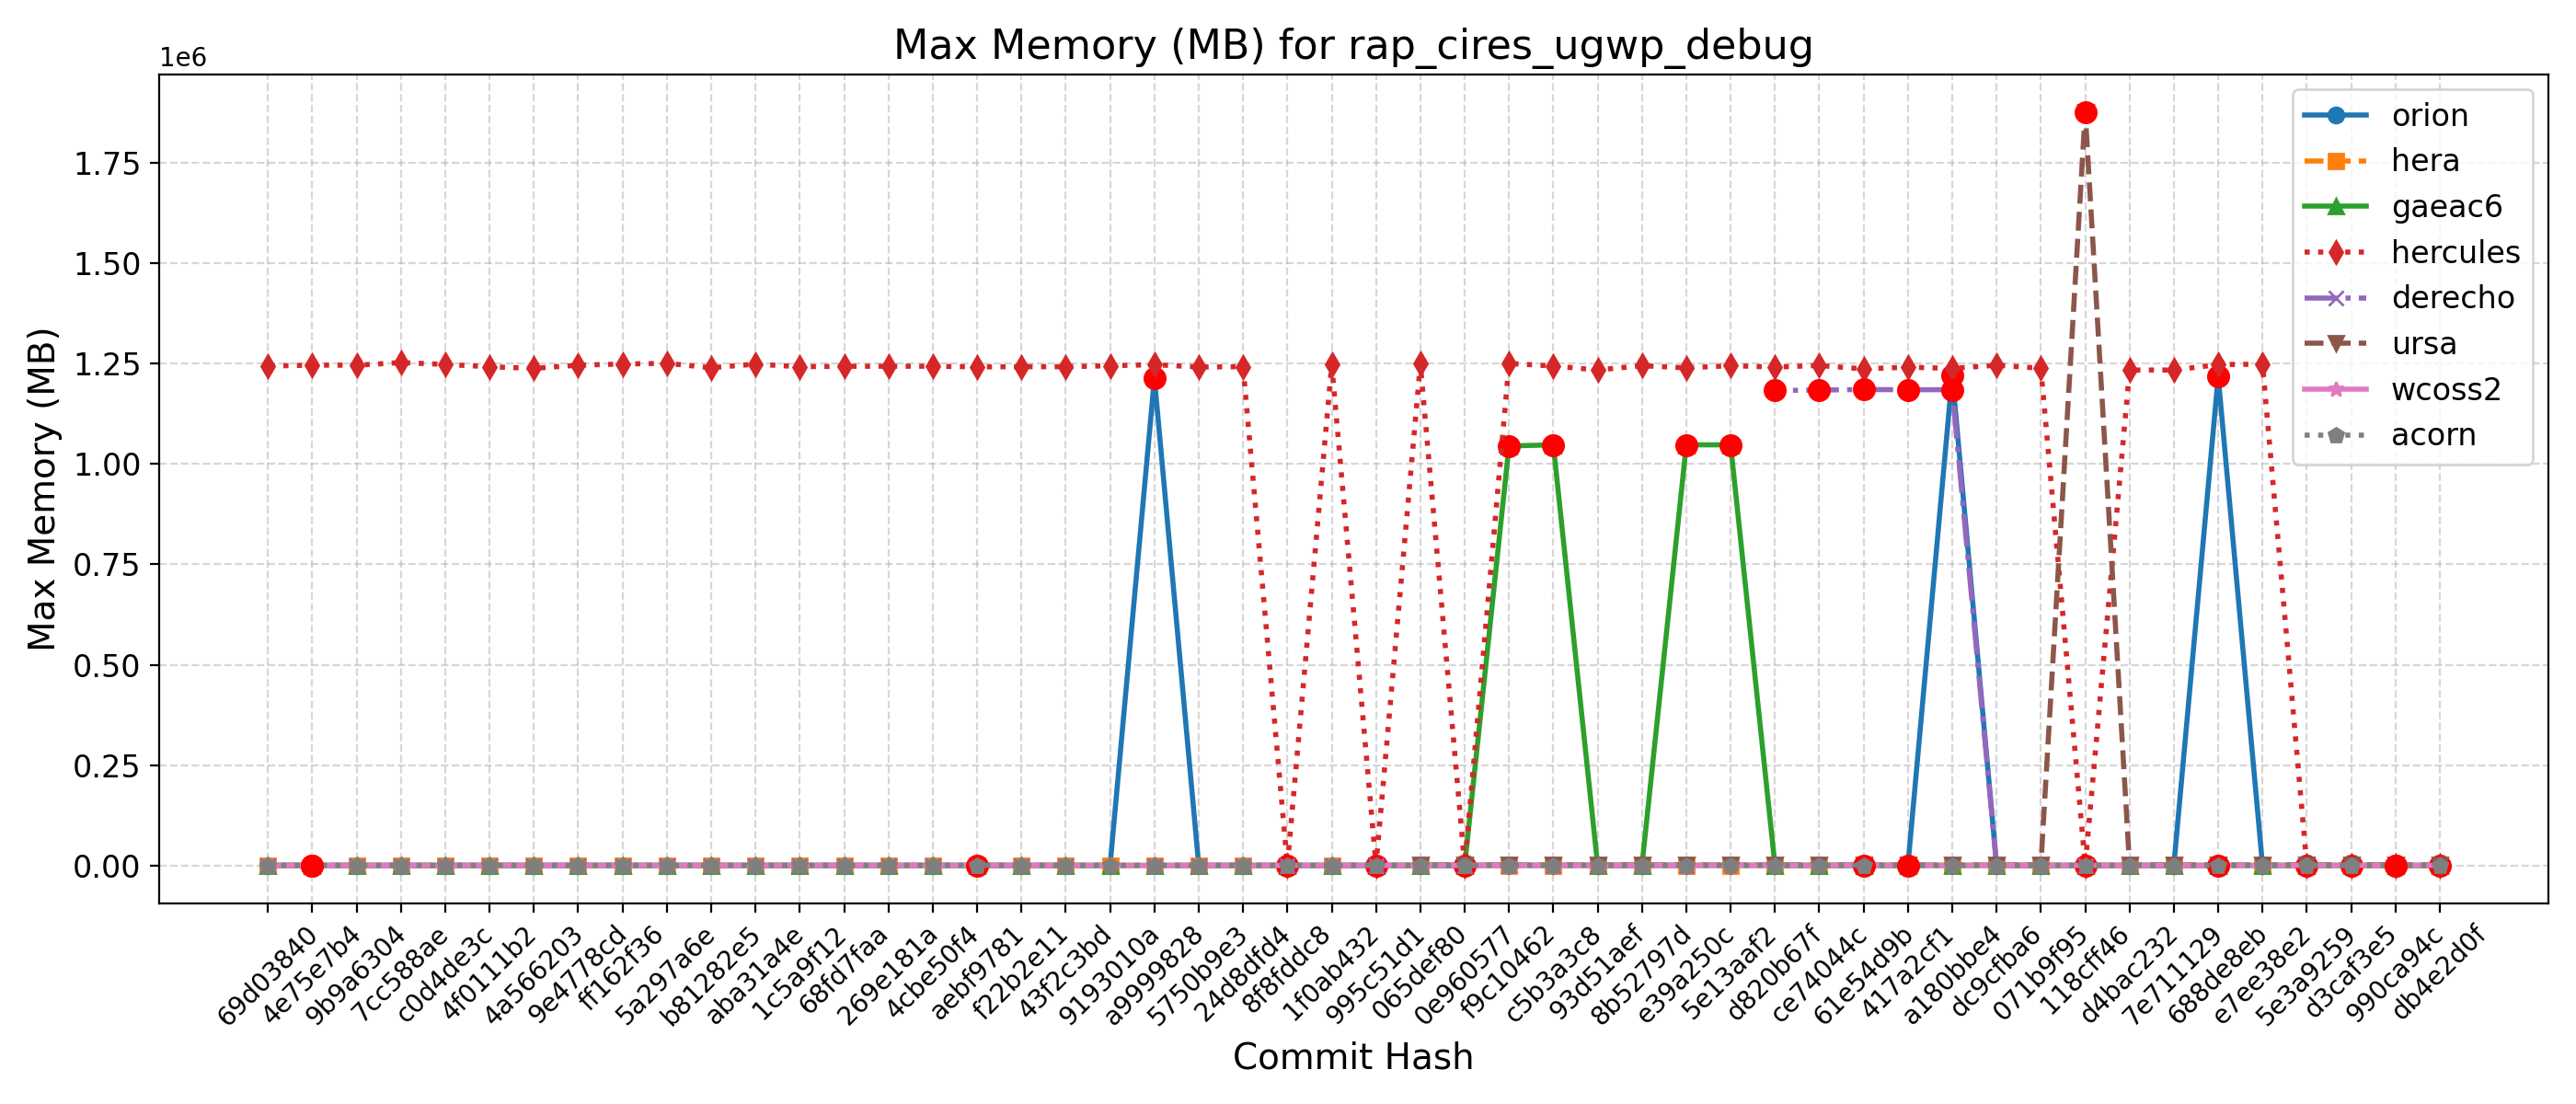 Max Memory (MB) for rap_cires_ugwp_debug
1e6
1.75
1.50
1.25
1.00
0.75
0.50
0.25
0.00
Max Memory (MB)
orion
hera
gaeac6
hercules
derecho
ursa
wcoss2
acorn
69d03840
4e75e7b4
9b9a6304
7cc588ae
c0d4de3c
4f0111b2
4a566203
9e4778cd
ff162f36
5a297a6e
b81282e5
aba31a4e
1c5a9f12
68fd7faa
269e181a
4cbe50f4
aebf9781
f22b2e11
43f2c3bd
9193010a
a9999828
5750b9e3
24d8dfd4
8f8fddc8
1f0ab432
995c51d1
065def80
0e960577
f9c10462
c5b3a3c8
93d51aef
8b52797d
e39a250c
5e13aaf2
d820b67f
ce74044c
61e54d9b
417a2cf1
a180bbe4
dc9cfba6
071b9f95
118cff46
d4bac232
7e711129
688de8eb
e7ee38e2
5e3a9259
d3caf3e5
990ca94c
db4e2d0f
Commit Hash